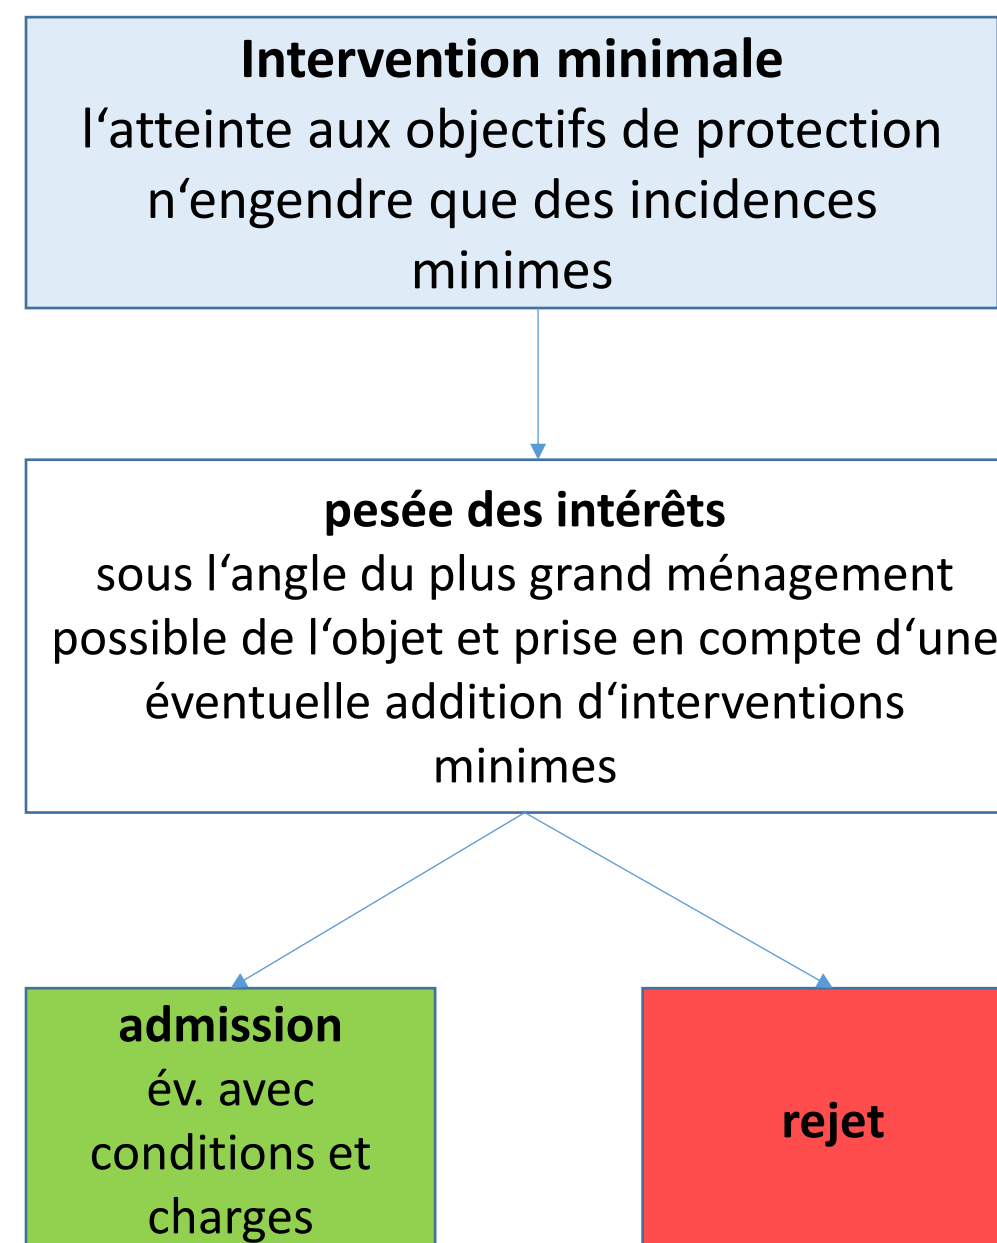 Intervention minimale
l‘atteinte aux objectifs de protection
n‘engendre que des incidences
minimes
pesée des intérêts
sous l‘angle du plus grand ménagement
possible de l‘objet et prise en compte d‘une
éventuelle addition d‘interventions
minimes
admission
év. avec
conditions et
charges
rejet